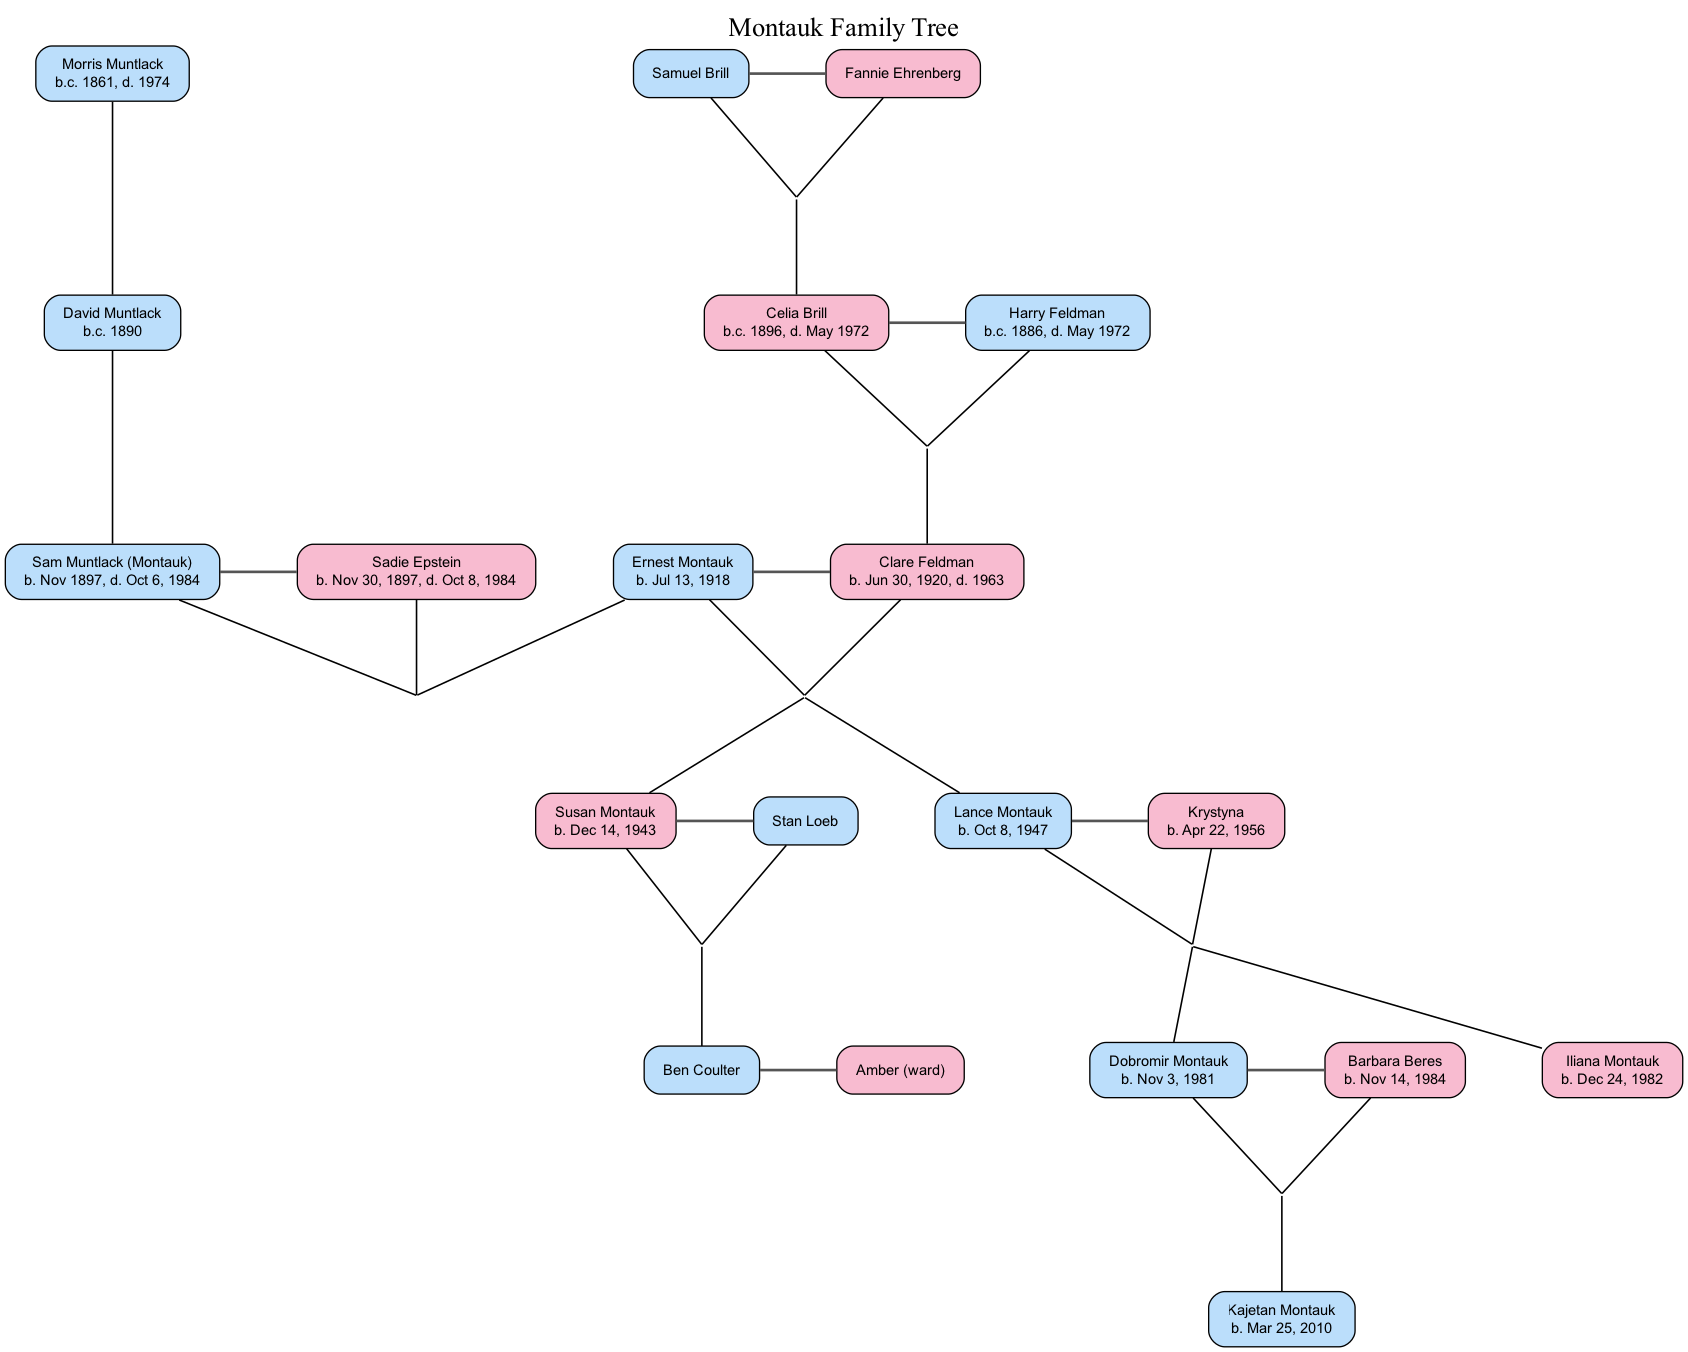 Montauk Family Tree
Morris Muntlack
b.c. 1861, d. 1974
Samuel Brill
Fannie Ehrenberg
David Muntlack
b.c. 1890
Celia Brill
b.c. 1896, d. May 1972
Harry Feldman
b.c. 1886, d. May 1972
Sam Muntlack (Montauk)
b. Nov 1897, d. Oct 6, 1984
Sadie Epstein
b. Nov 30, 1897, d. Oct 8, 1984
Ernest Montauk
b. Jul 13, 1918
Clare Feldman
b. Jun 30, 1920, d. 1963
Susan Montauk
b. Dec 14, 1943
Stan Loeb
Lance Montauk
b. Oct 8, 1947
Krystyna
b. Apr 22, 1956
Ben Coulter
Amber (ward)
Dobromir Montauk
b. Nov 3, 1981
Barbara Beres
b. Nov 14, 1984
Iliana Montauk
b. Dec 24, 1982
Kajetan Montauk
b. Mar 25, 2010